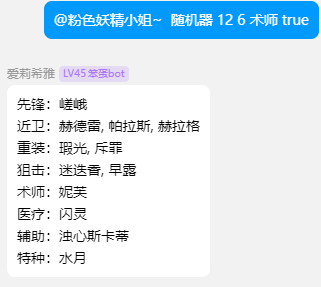 @粉色妖精小姐~ 随机器 12 6 术师 true
爱莉希雅 LV45 笨蛋bot
先锋：嵯峨
近卫：赫德雷, 帕拉斯, 赫拉格
重装：瑕光, 斥罪
狙击：迷迭香, 早露
术师：妮芙
医疗：闪灵
辅助：浊心斯卡蒂
特种：水月